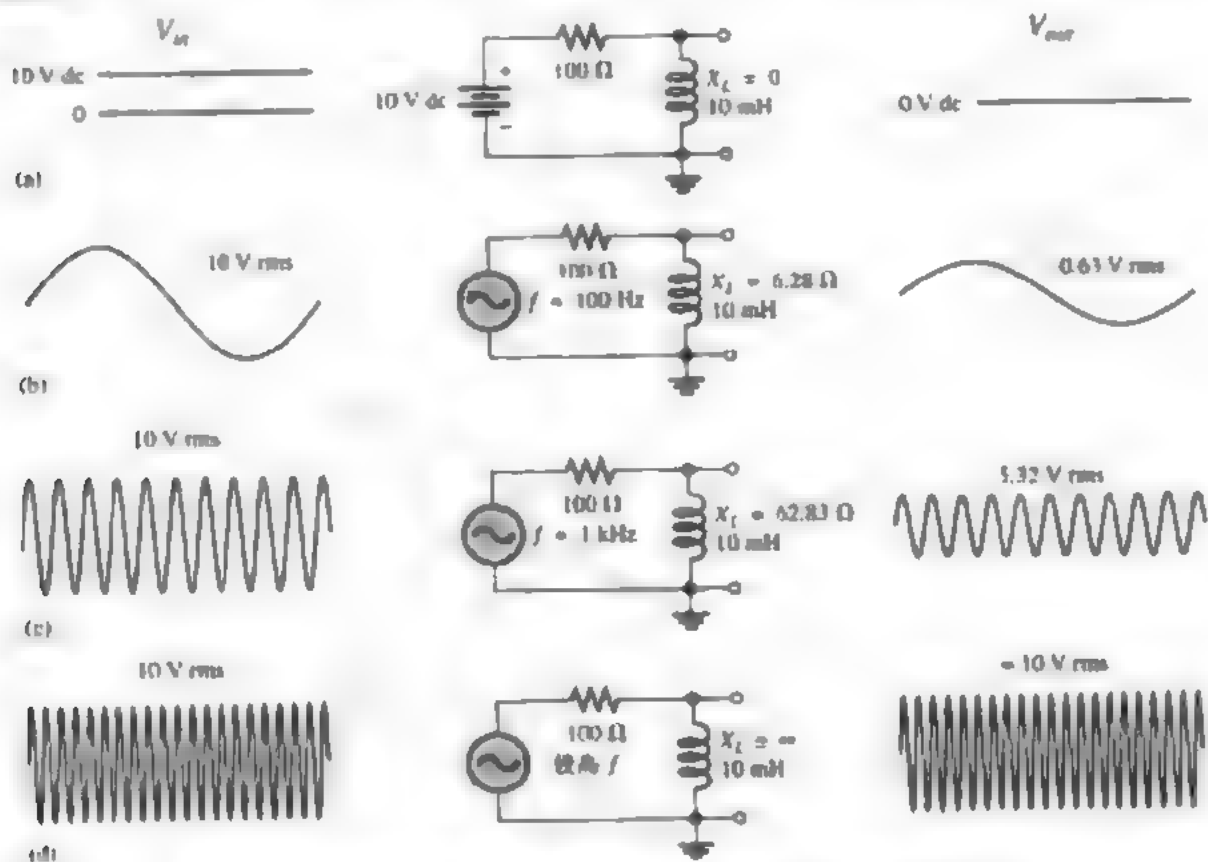 V_in
10 V dc
0
10 V dc
100 Ω
X_L = 0
10 mH
V_out
0 V dc
(a)
10 V rms
100 Ω
f = 100 Hz
X_L = 6.28 Ω
10 mH
0.63 V rms
(b)
10 V rms
100 Ω
f = 1 kHz
X_L = 62.83 Ω
10 mH
5.32 V rms
(c)
10 V rms
100 Ω
f
X_L ≅ ∞
10 mH
≅ 10 V rms
(d)